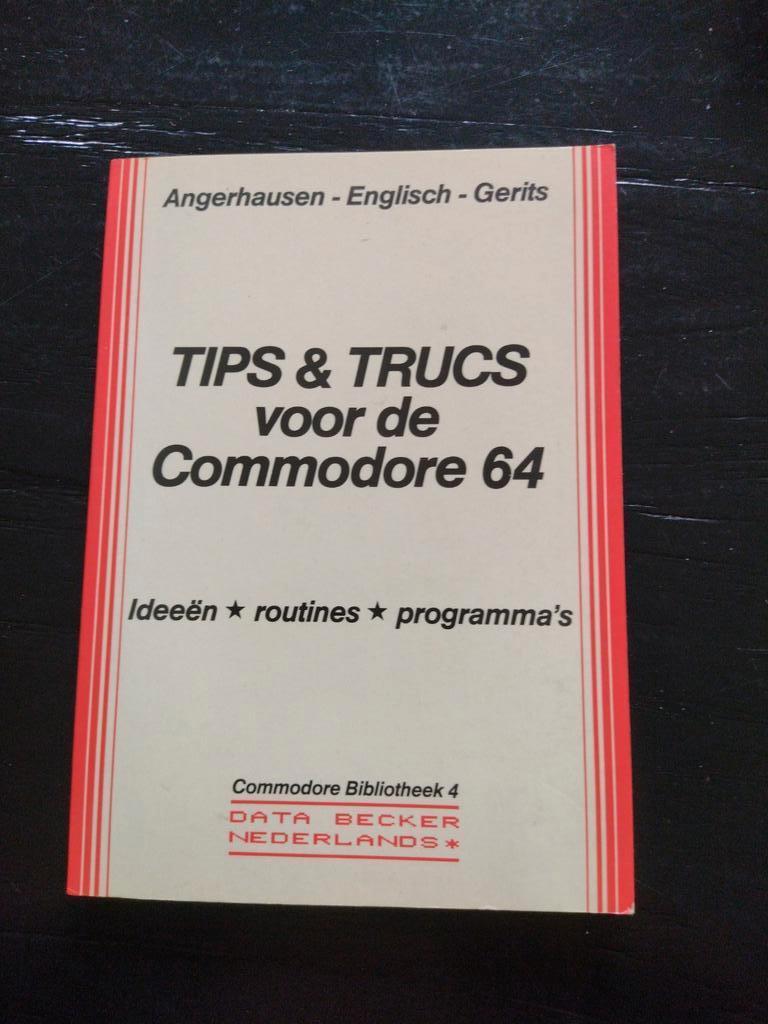 Angerhausen - Englisch - Gerits
TIPS & TRUCS
voor de
Commodore 64
Ideeën ★ routines ★ programma's
Commodore Bibliotheek 4
DATA BECKER
NEDERLANDS*